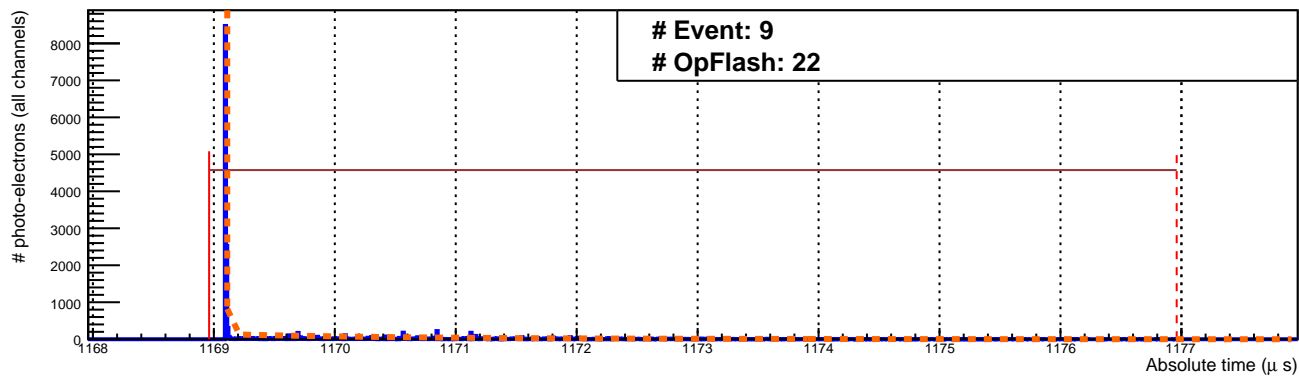 # Event: 9
# OpFlash: 22
# photo-electrons (all channels)
8000
7000
6000
5000
4000
3000
2000
1000
0
1168 1169 1170 1171 1172 1173 1174 1175 1176 1177
Absolute time (μ s)